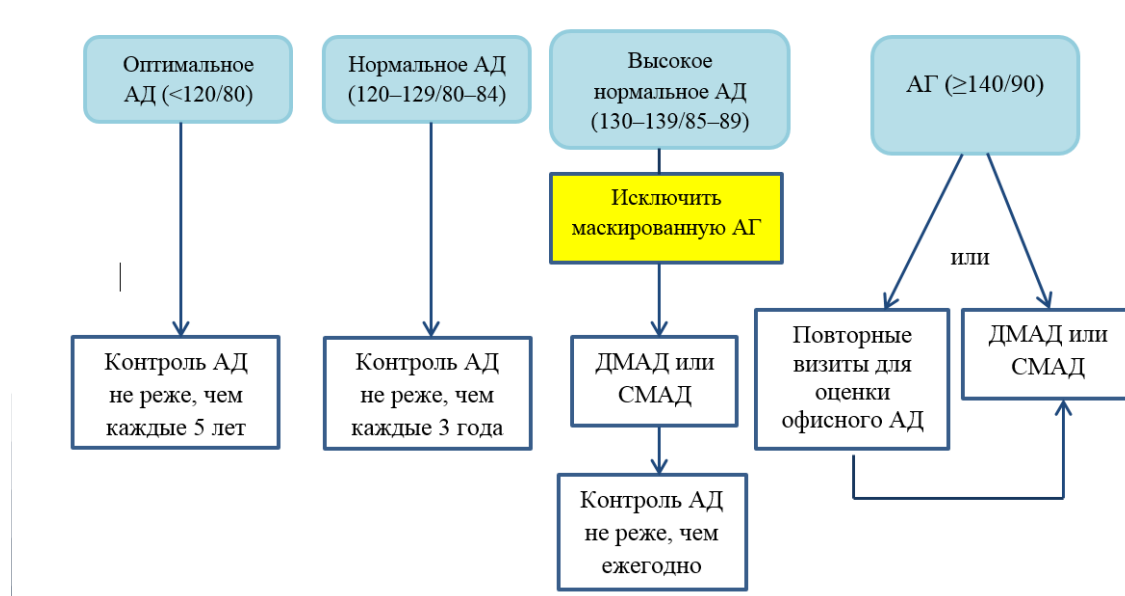 Оптимальное
АД (<120/80)
Контроль АД
не реже, чем
каждые 5 лет
Нормальное АД
(120–129/80–84)
Контроль АД
не реже, чем
каждые 3 года
Высокое
нормальное АД
(130–139/85–89)
Исключить
маскированную АГ
ДМАД или
СМАД
Контроль АД
не реже, чем
ежегодно
АГ (≥140/90)
или
Повторные
визиты для
оценки
офисного АД
ДМАД или
СМАД